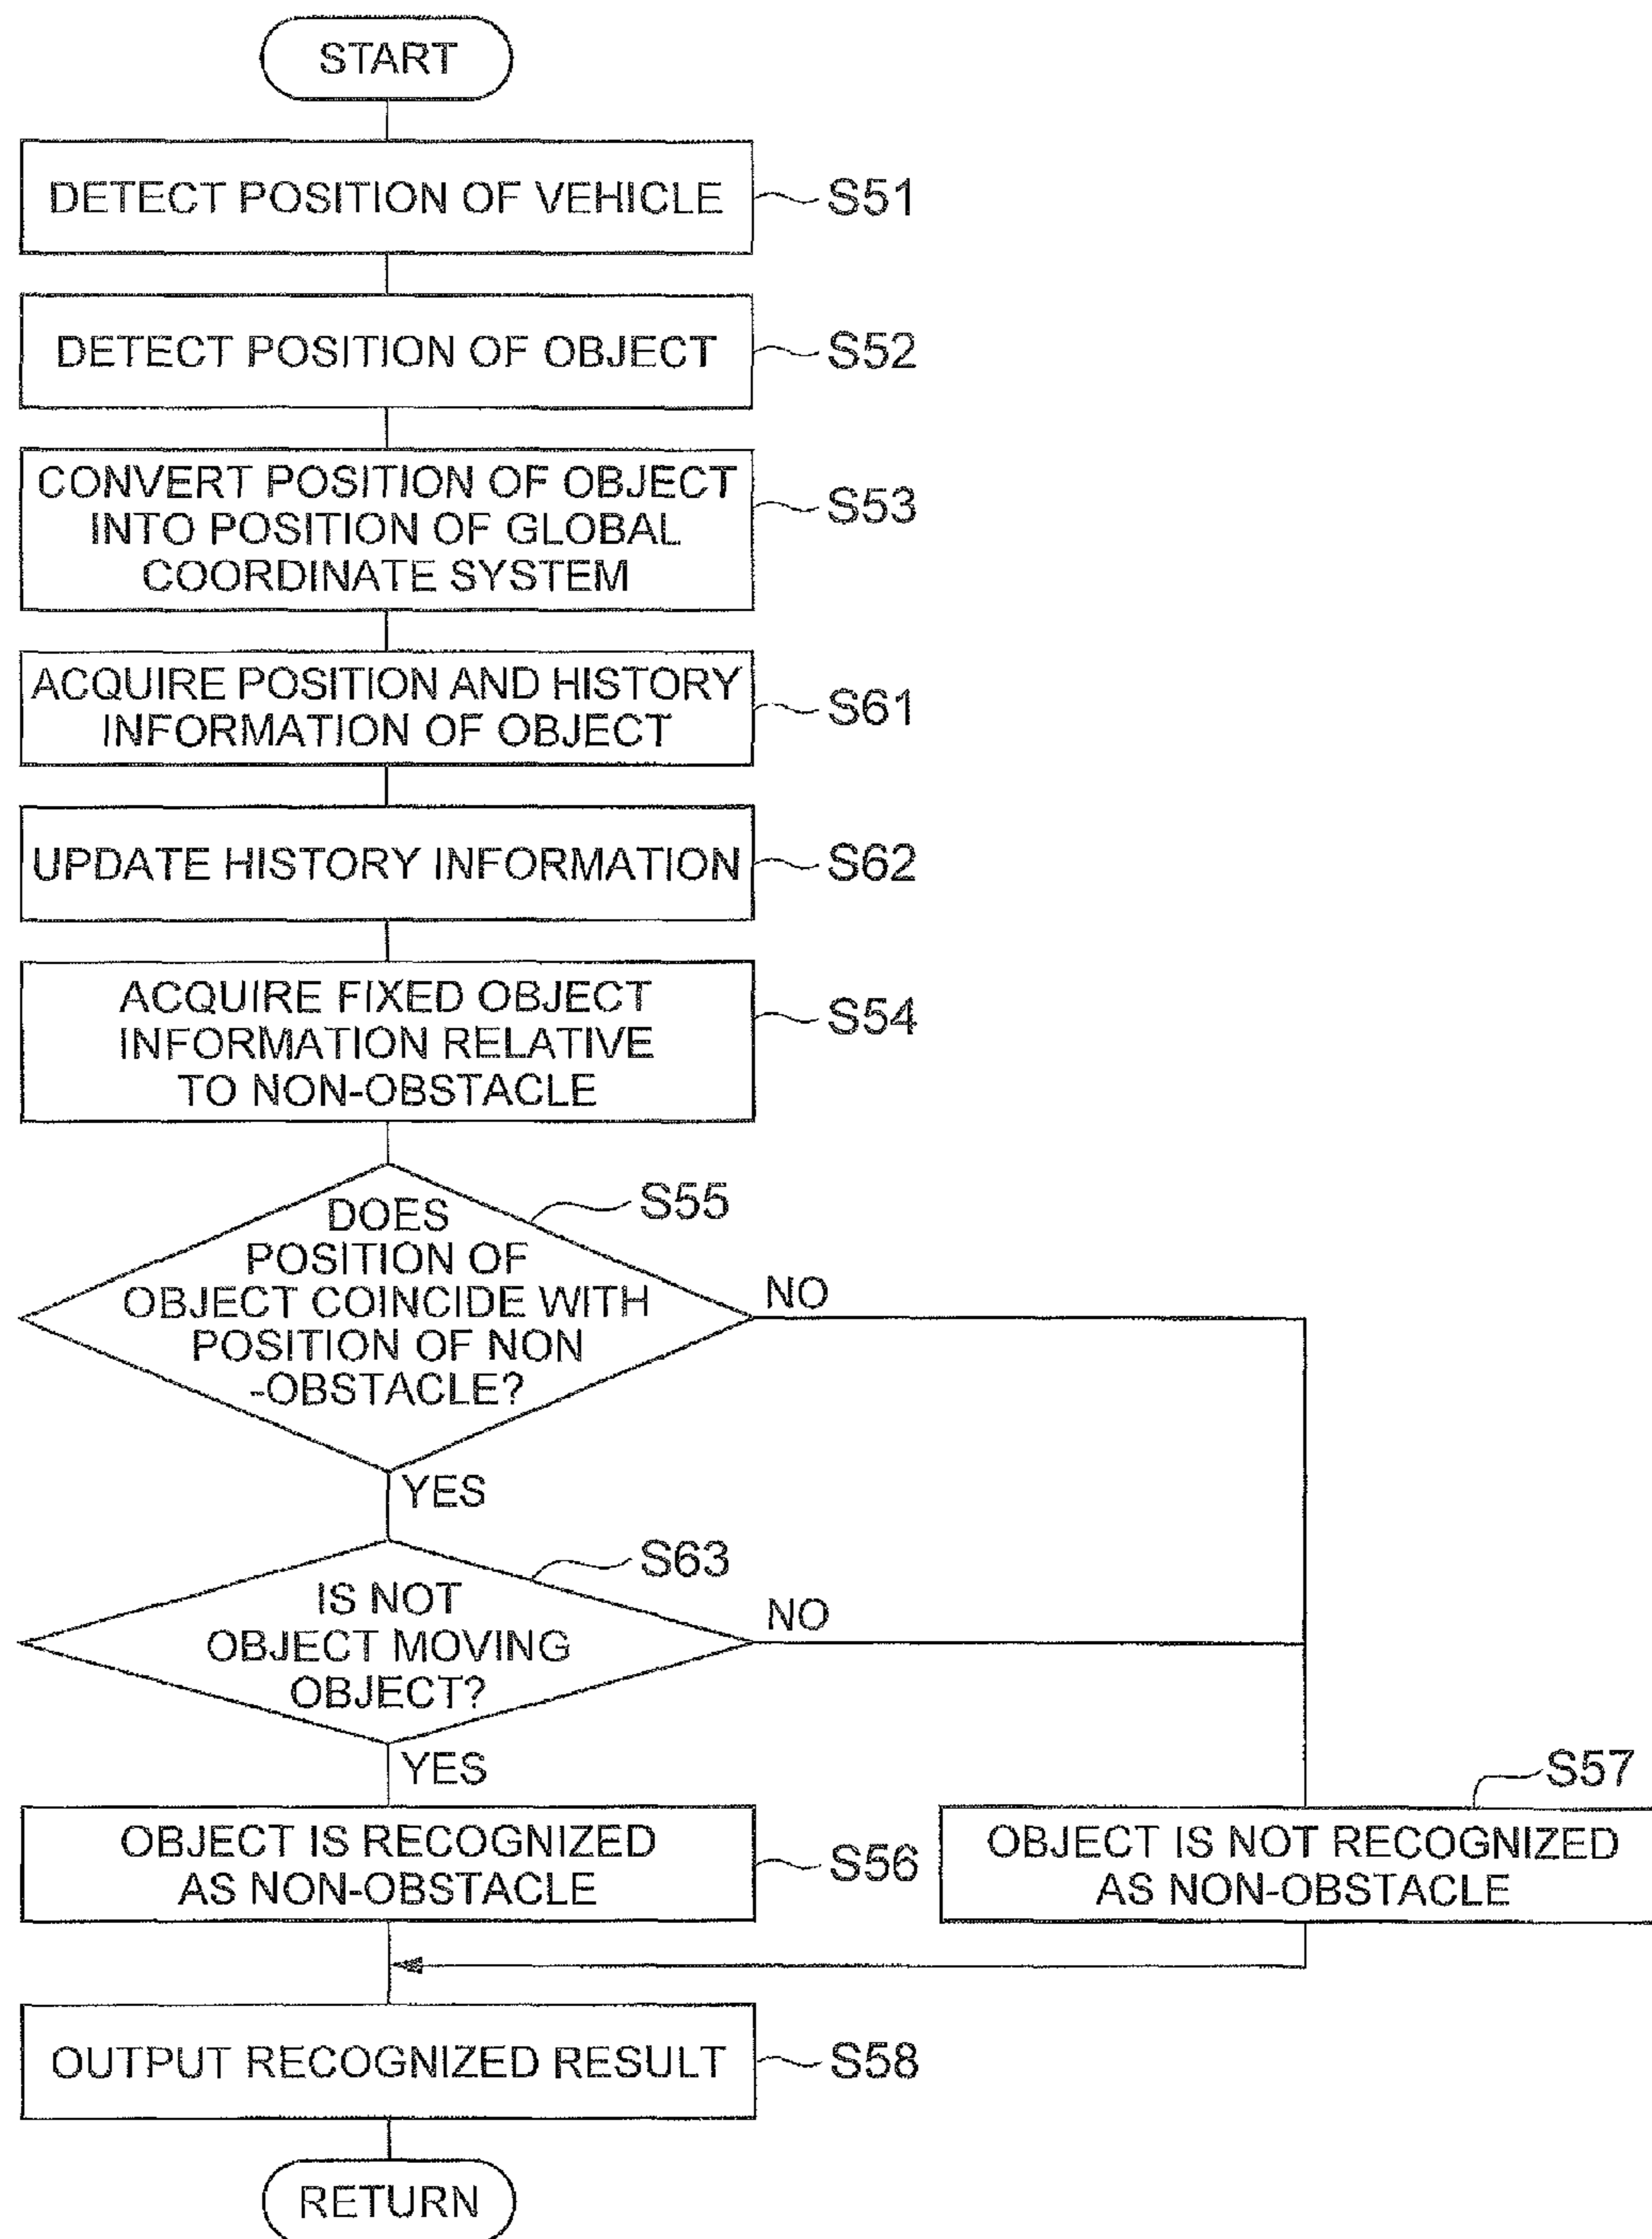 START
DETECT POSITION OF VEHICLE
S51
DETECT POSITION OF OBJECT
S52
CONVERT POSITION OF OBJECT
INTO POSITION OF GLOBAL
COORDINATE SYSTEM
S53
ACQUIRE POSITION AND HISTORY
INFORMATION OF OBJECT
S61
UPDATE HISTORY INFORMATION
S62
ACQUIRE FIXED OBJECT
INFORMATION RELATIVE
TO NON-OBSTACLE
S54
DOES
POSITION OF
OBJECT COINCIDE WITH
POSITION OF NON
-OBSTACLE?
S55
NO
YES
IS NOT
OBJECT MOVING
OBJECT?
S63
NO
YES
OBJECT IS RECOGNIZED
AS NON-OBSTACLE
S56
OBJECT IS NOT RECOGNIZED
AS NON-OBSTACLE
S57
OUTPUT RECOGNIZED RESULT
S58
RETURN